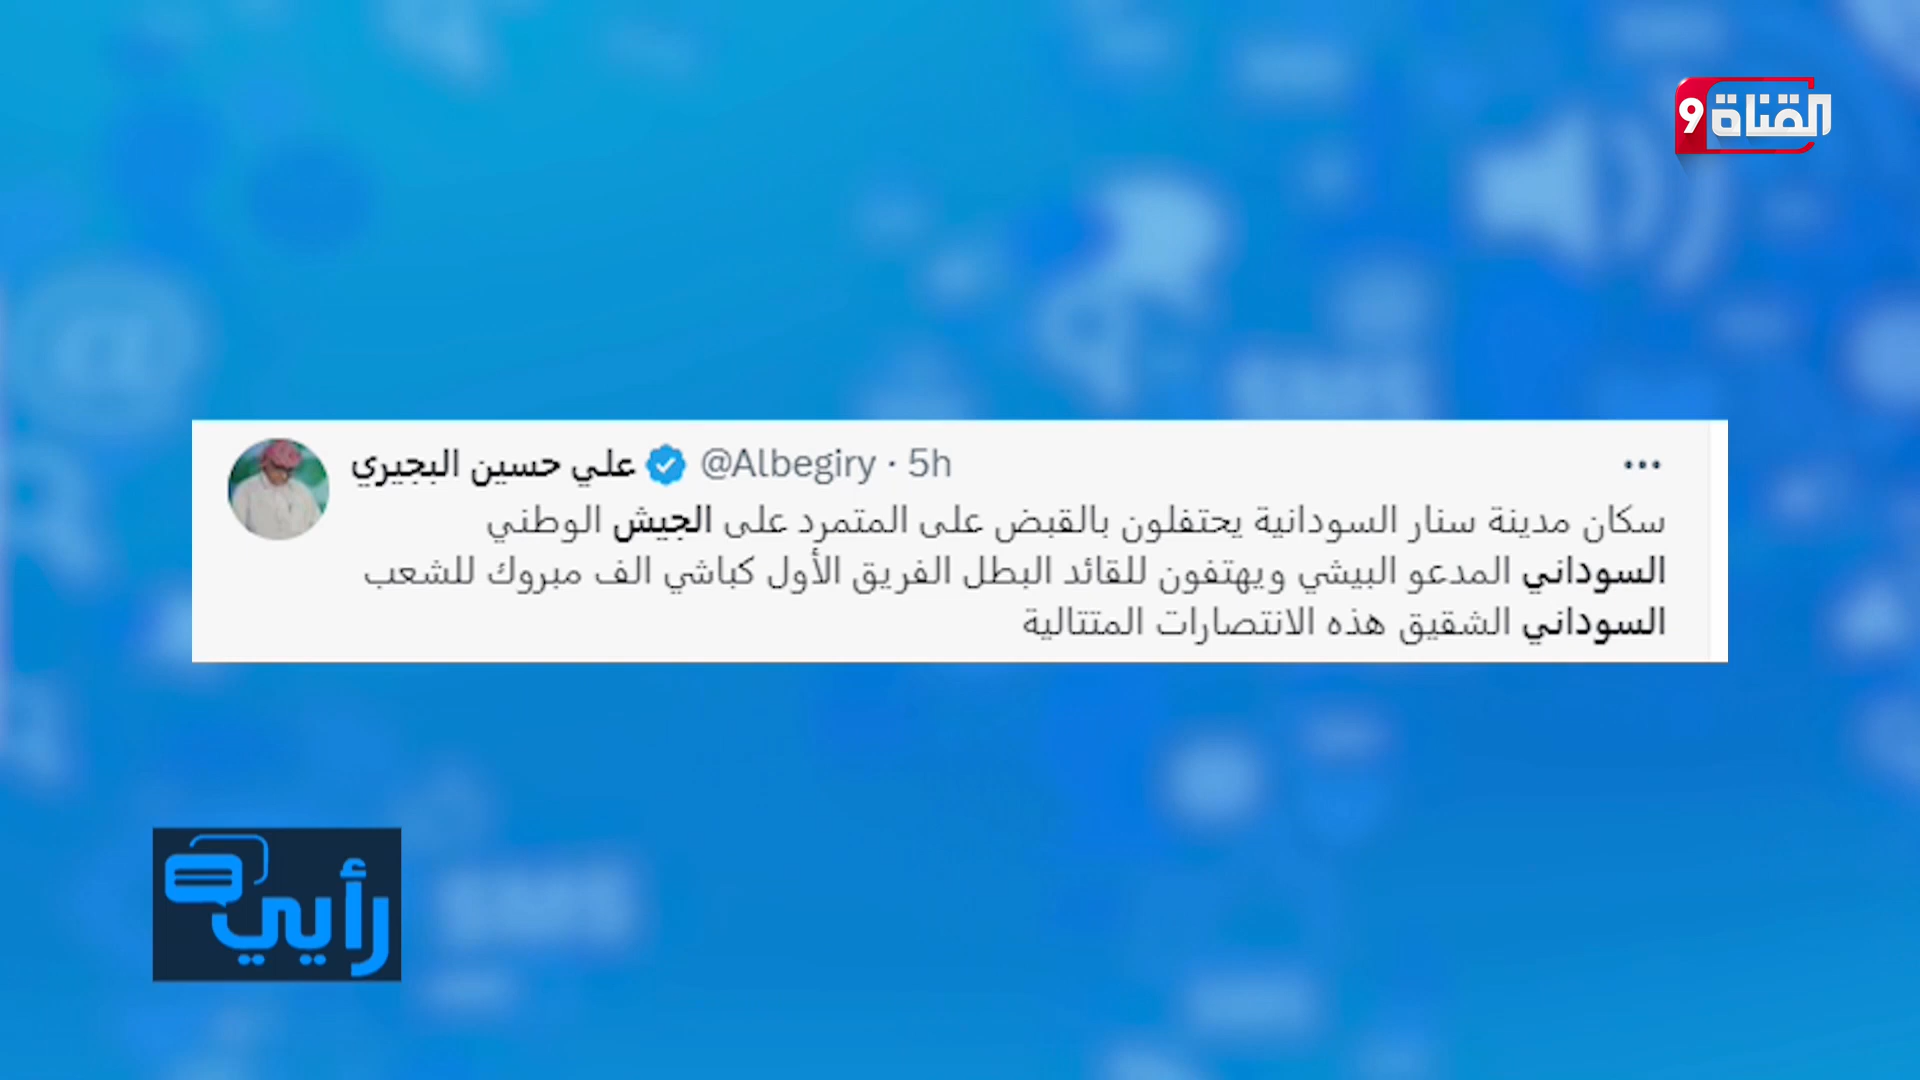 القناة 9
علي حسين البجيري @Albegiry · 5h
سكان مدينة سنار السودانية يحتفلون بالقبض على المتمرد على الجيش الوطني
السوداني المدعو البيشي ويهتفون للقائد البطل الفريق الأول كباشي الف مبروك للشعب
السوداني الشقيق هذه الانتصارات المتتالية
رأيي